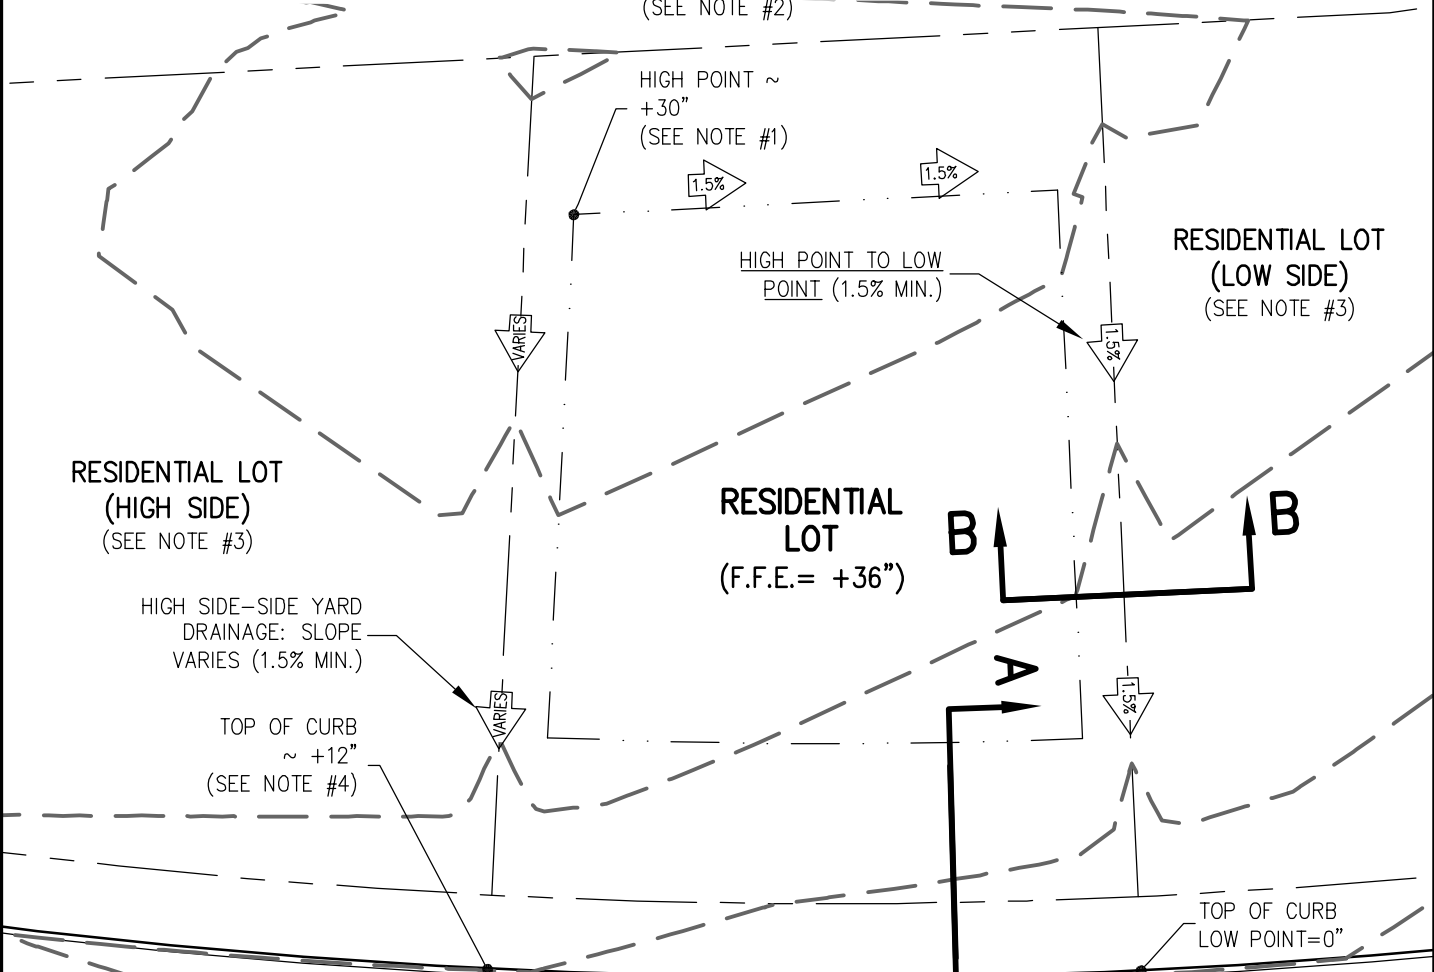 (SEE NOTE #2)
HIGH POINT ~
+30"
(SEE NOTE #1)
1.5%
1.5%
HIGH POINT TO LOW
POINT (1.5% MIN.)
RESIDENTIAL LOT
(LOW SIDE)
(SEE NOTE #3)
VARIES
1.5%
RESIDENTIAL LOT
(HIGH SIDE)
(SEE NOTE #3)
RESIDENTIAL
LOT
(F.F.E.= +36")
B
B
HIGH SIDE-SIDE YARD
DRAINAGE: SLOPE
VARIES (1.5% MIN.)
A
VARIES
1.5%
TOP OF CURB
~ +12"
(SEE NOTE #4)
TOP OF CURB
LOW POINT=0"